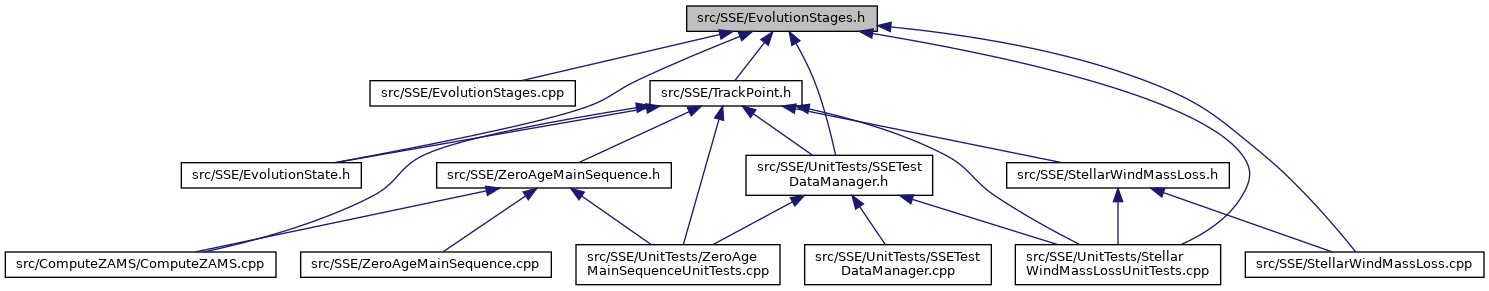 src/SSE/EvolutionStages.h
src/SSE/EvolutionStages.cpp
src/SSE/TrackPoint.h
src/SSE/EvolutionState.h
src/SSE/ZeroAgeMainSequence.h
src/SSE/UnitTests/SSETest
DataManager.h
src/SSE/StellarWindMassLoss.h
src/ComputeZAMS/ComputeZAMS.cpp
src/SSE/ZeroAgeMainSequence.cpp
src/SSE/UnitTests/ZeroAge
MainSequenceUnitTests.cpp
src/SSE/UnitTests/SSETest
DataManager.cpp
src/SSE/UnitTests/Stellar
WindMassLossUnitTests.cpp
src/SSE/StellarWindMassLoss.cpp